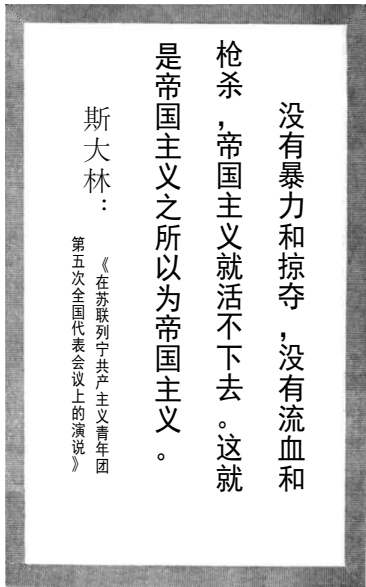 没有暴力和掠夺，没有流血和
枪杀，帝国主义就活不下去。这就
是帝国主义之所以为帝国主义。
斯大林：
《在苏联列宁共产主义青年团
第五次全国代表会议上的演说》